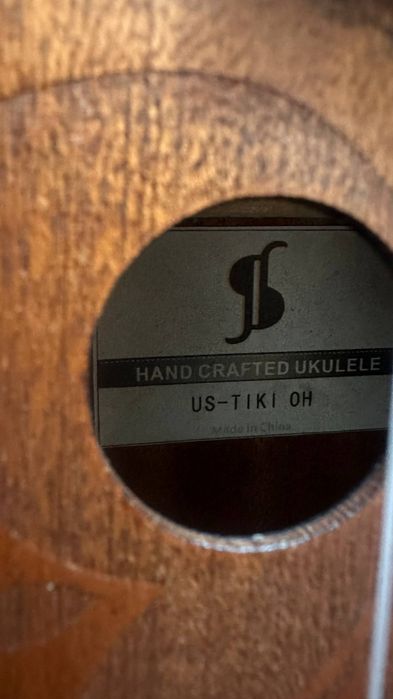 HAND CRAFTED UKULELE
US-TIKI OH
Made in China